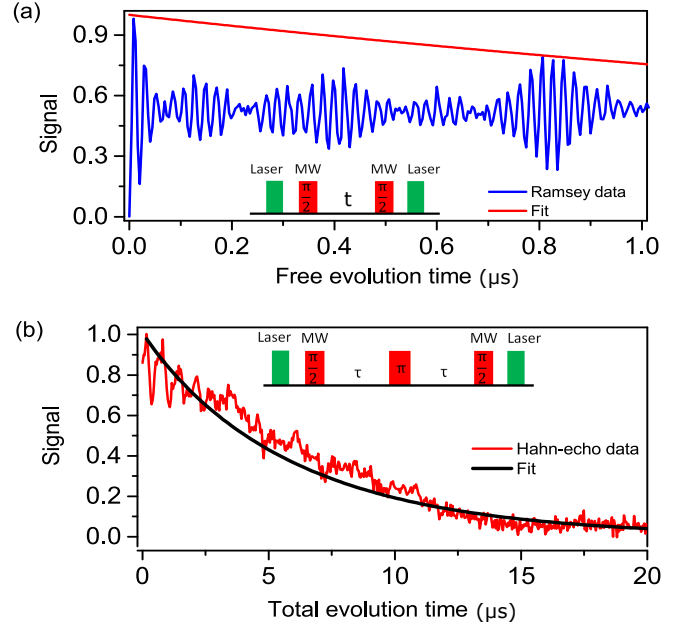 (a)
0.9
0.6
0.3
0.0
Signal
Laser MW MW Laser
π/2 t π/2
Ramsey data
Fit
0.0 0.2 0.4 0.6 0.8 1.0
Free evolution time (μs)
(b)
1.0
0.8
0.6
0.4
0.2
0.0
Signal
Laser MW MW Laser
π/2 τ π τ π/2
Hahn-echo data
Fit
0 5 10 15 20
Total evolution time (μs)